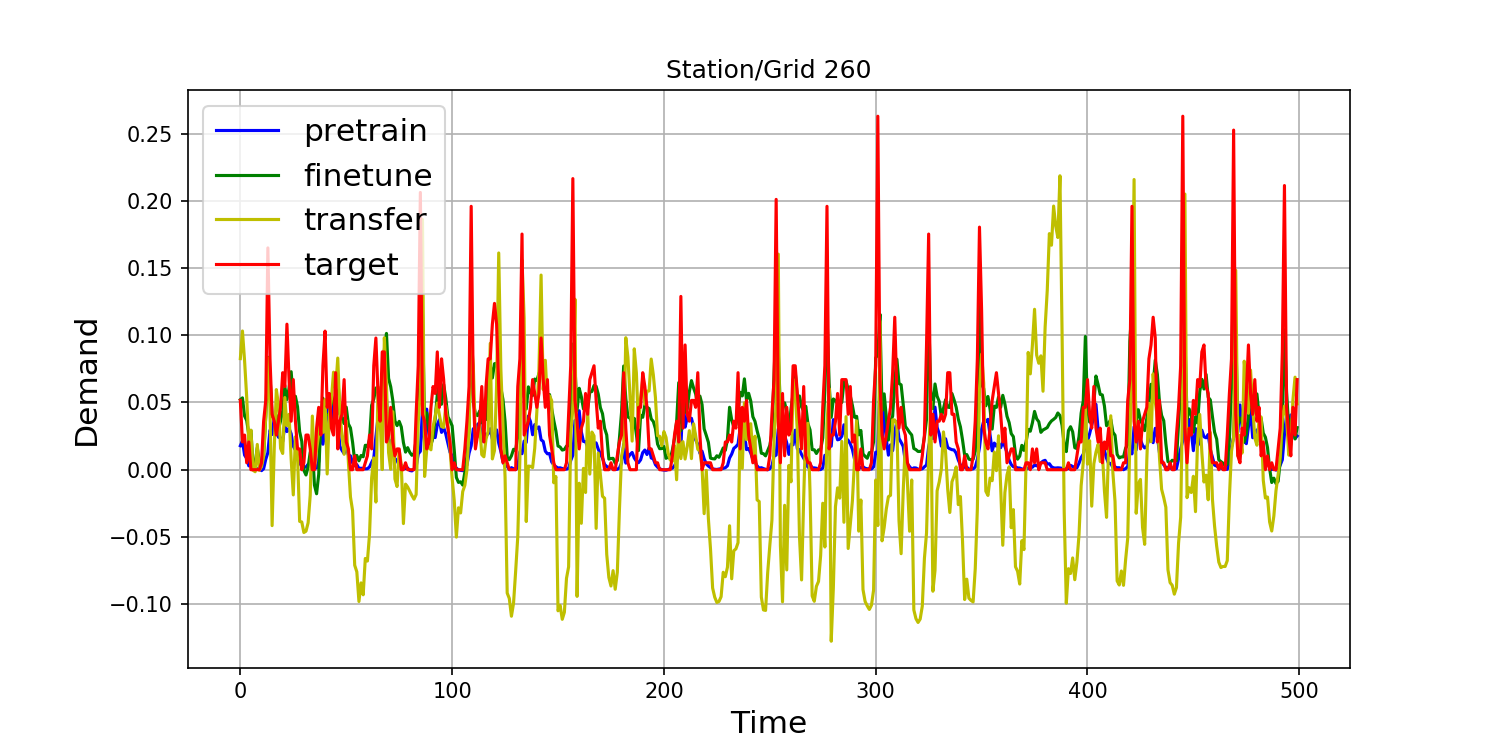 Station/Grid 260
pretrain
finetune
transfer
target
0.25
0.20
0.15
0.10
0.05
0.00
−0.05
−0.10
Demand
0 100 200 300 400 500
Time